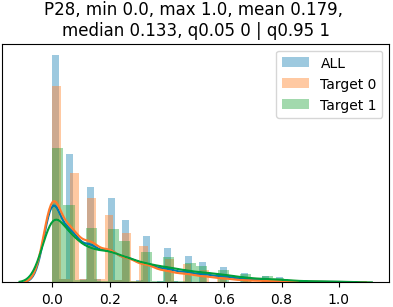 P28, min 0.0, max 1.0, mean 0.179,
median 0.133, q0.05 0 | q0.95 1
ALL
Target 0
Target 1
0.0 0.2 0.4 0.6 0.8 1.0